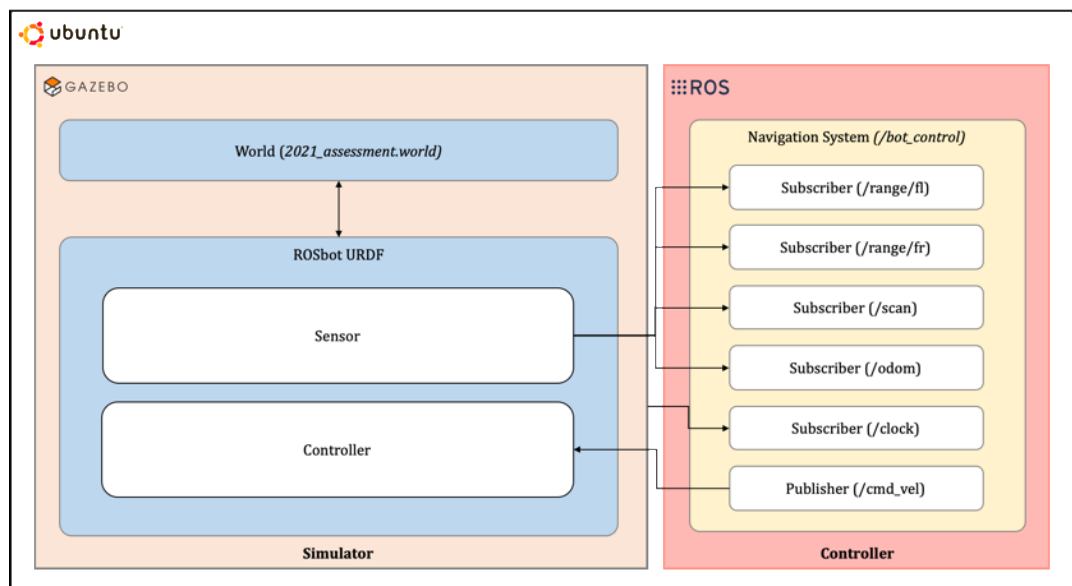 ubuntu
GAZEBO
World (2021_assessment.world)
ROSbot URDF
Sensor
Controller
Simulator
ROS
Navigation System (/bot_control)
Subscriber (/range/fl)
Subscriber (/range/fr)
Subscriber (/scan)
Subscriber (/odom)
Subscriber (/clock)
Publisher (/cmd_vel)
Controller